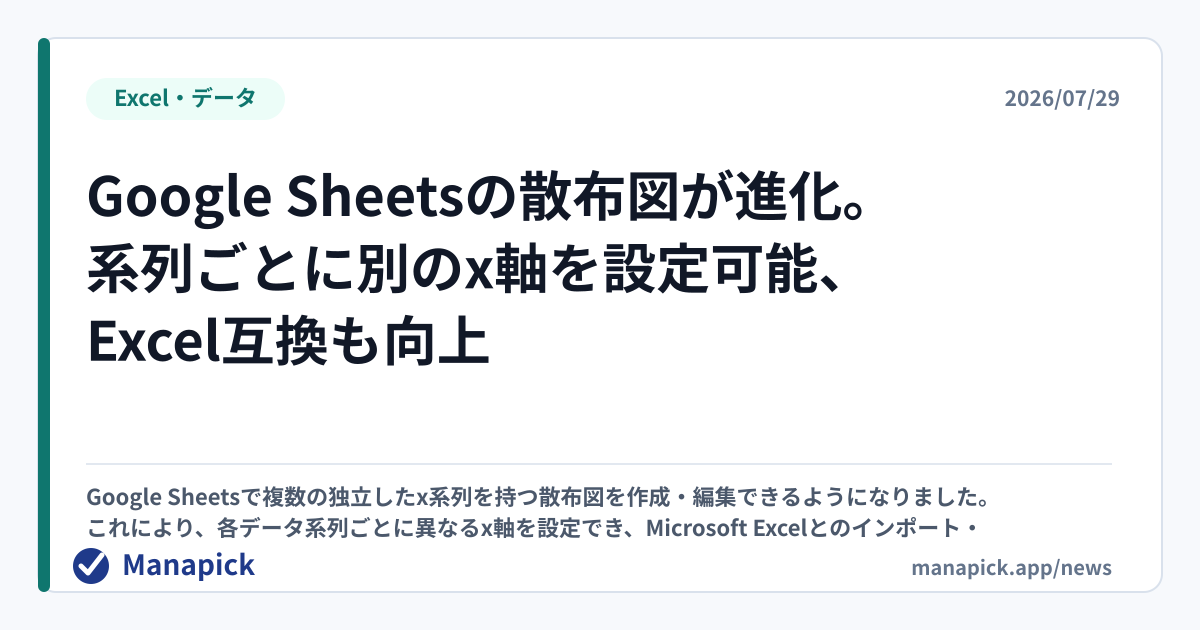 Excel・データ
2026/07/29
Google Sheetsの散布図が進化。
系列ごとに別のx軸を設定可能、
Excel互換も向上
Google Sheetsで複数の独立したx系列を持つ散布図を作成・編集できるようになりました。
これにより、各データ系列ごとに異なるx軸を設定でき、Microsoft Excelとのインポート・
Manapick
manapick.app/news